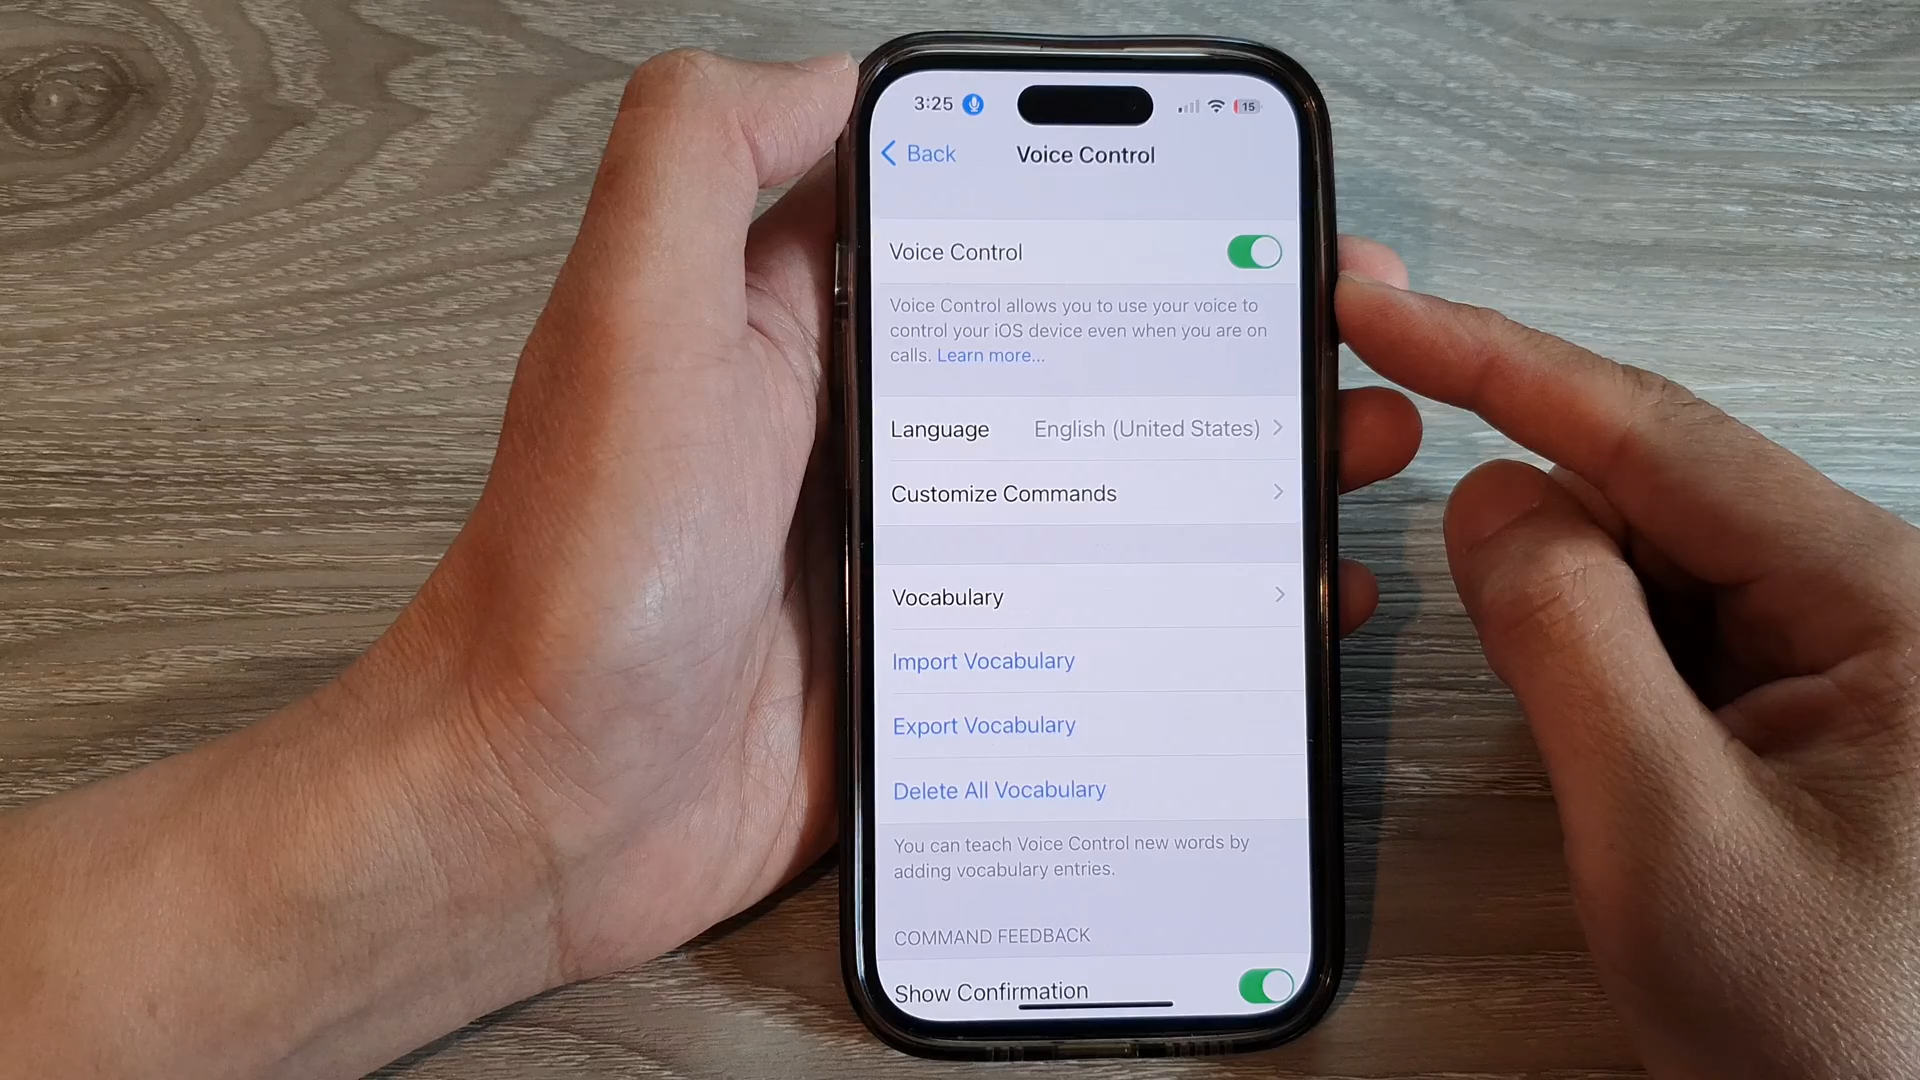 3:25
15
Back
Voice Control
Voice Control
Voice Control allows you to use your voice to
control your iOS device even when you are on
calls. Learn more...
Language English (United States)
Customize Commands
Vocabulary
Import Vocabulary
Export Vocabulary
Delete All Vocabulary
You can teach Voice Control new words by
adding vocabulary entries.
COMMAND FEEDBACK
Show Confirmation